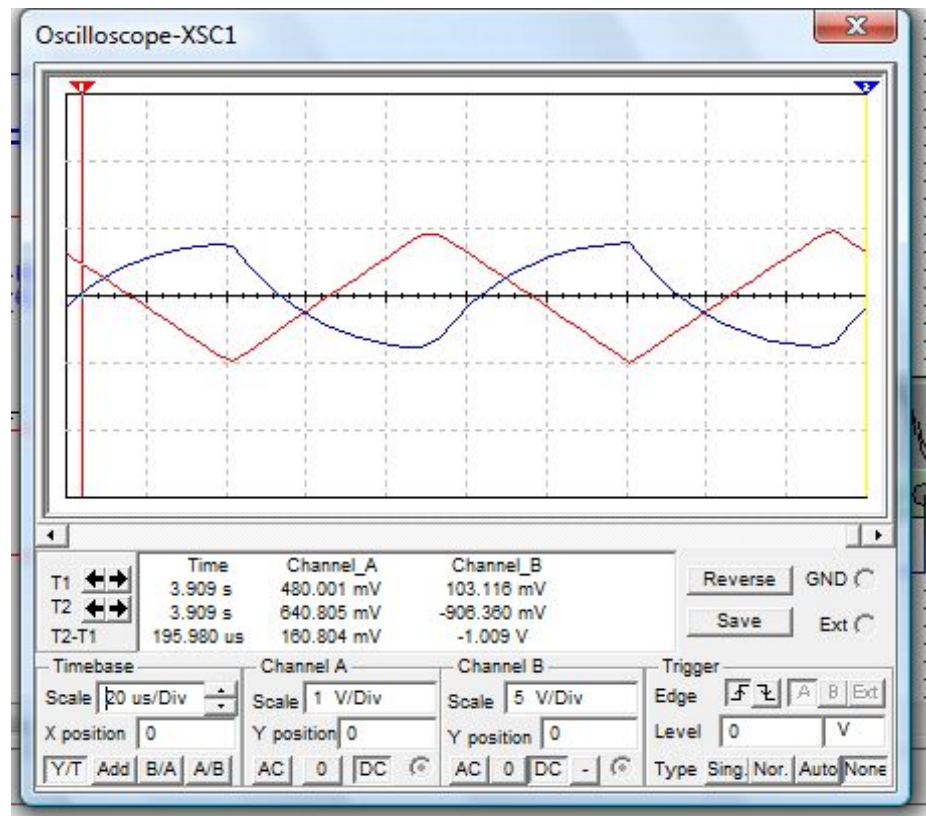 Oscilloscope-XSC1
1
2
Time Channel_A Channel_B
T1 3.909 s 480.001 mV 103.116 mV
T2 3.909 s 640.805 mV -906.360 mV
T2-T1 195.980 us 160.804 mV -1.009 V
Reverse GND
Save Ext
Timebase Channel A Channel B Trigger
Scale 20 us/Div Scale 1 V/Div Scale 5 V/Div Edge A B Ext
X position 0 Y position 0 Y position 0 Level 0 V
Y/T Add B/A A/B AC 0 DC AC 0 DC - Type Sing. Nor. Auto None